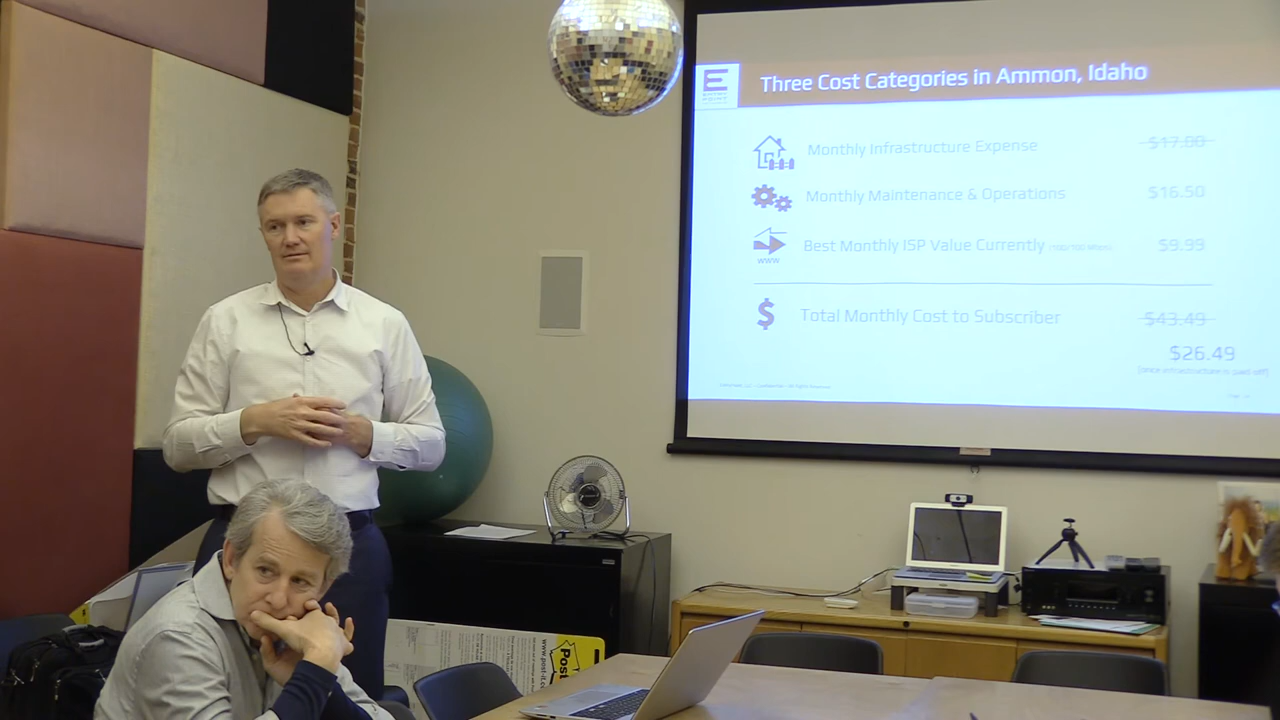 Three Cost Categories in Ammon, Idaho
Monthly Infrastructure Expense $17.00
Monthly Maintenance & Operations $16.50
Best Monthly ISP Value Currently $9.99
www
$ Total Monthly Cost to Subscriber $43.49
$26.49
(once infrastructure is paid off)
Post-it
www.post-it